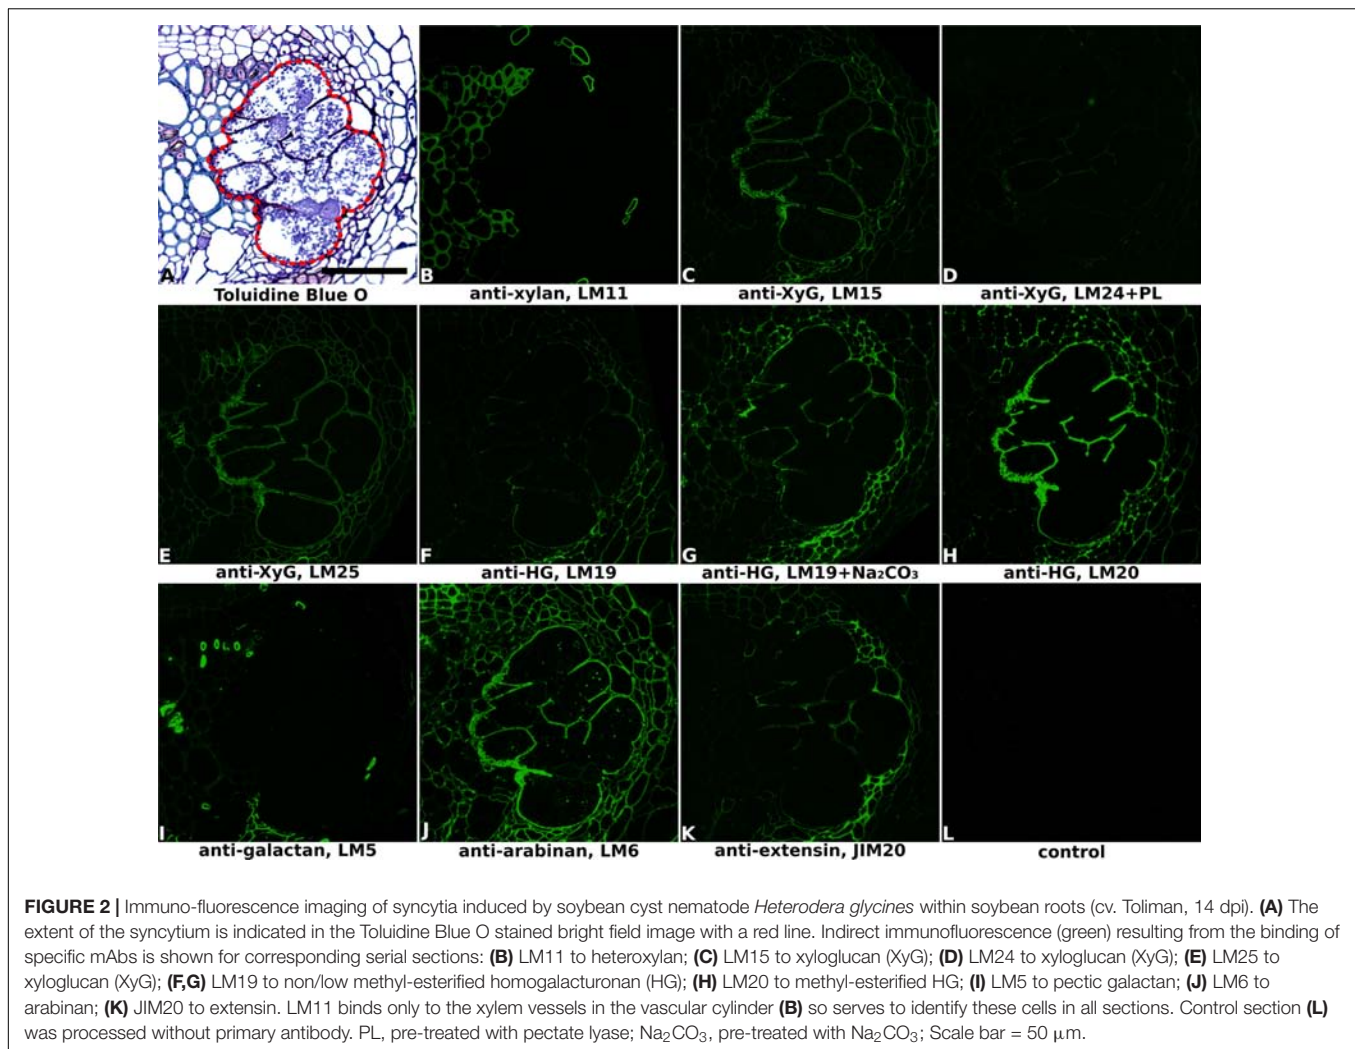 A
Toluidine Blue O
B
anti-xylan, LM11
C
anti-XyG, LM15
D
anti-XyG, LM24+PL
E
anti-XyG, LM25
F
anti-HG, LM19
G
anti-HG, LM19+Na₂CO₃
H
anti-HG, LM20
I
anti-galactan, LM5
J
anti-arabinan, LM6
K
anti-extensin, JIM20
L
control
FIGURE 2 | Immuno-fluorescence imaging of syncytia induced by soybean cyst nematode Heterodera glycines within soybean roots (cv. Toliman, 14 dpi). (A) The
extent of the syncytium is indicated in the Toluidine Blue O stained bright field image with a red line. Indirect immunofluorescence (green) resulting from the binding of
specific mAbs is shown for corresponding serial sections: (B) LM11 to heteroxylan; (C) LM15 to xyloglucan (XyG); (D) LM24 to xyloglucan (XyG); (E) LM25 to
xyloglucan (XyG); (F,G) LM19 to non/low methyl-esterified homogalacturonan (HG); (H) LM20 to methyl-esterified HG; (I) LM5 to pectic galactan; (J) LM6 to
arabinan; (K) JIM20 to extensin. LM11 binds only to the xylem vessels in the vascular cylinder (B) so serves to identify these cells in all sections. Control section (L)
was processed without primary antibody. PL, pre-treated with pectate lyase; Na₂CO₃, pre-treated with Na₂CO₃; Scale bar = 50 μm.